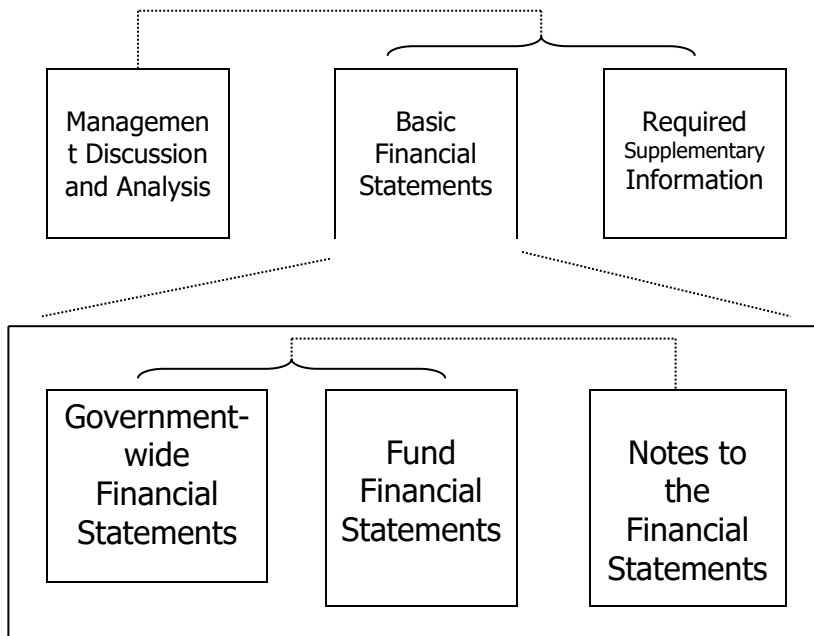 Managemen
t Discussion
and Analysis
Basic
Financial
Statements
Required
Supplementary
Information
Government-
wide
Financial
Statements
Fund
Financial
Statements
Notes to
the
Financial
Statements